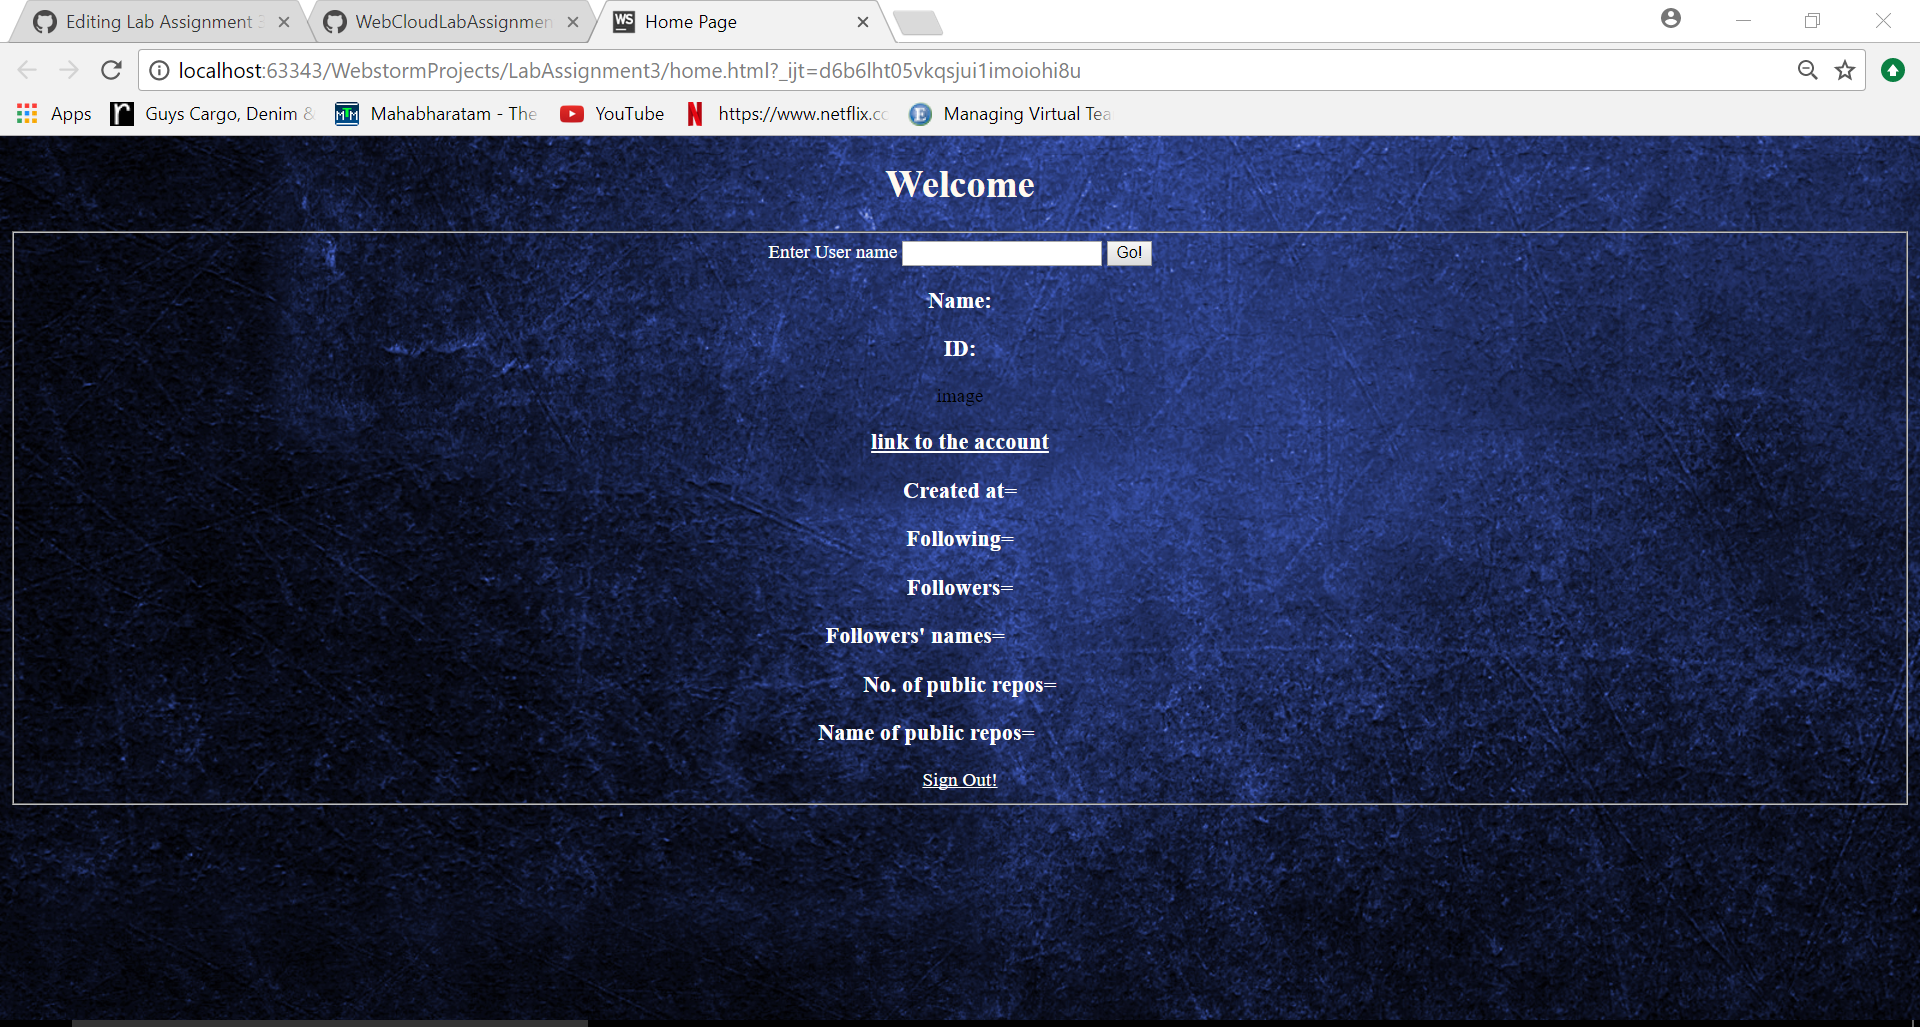 Editing Lab Assignment
WebCloudLabAssignmen
WS Home Page
localhost:63343/WebstormProjects/LabAssignment3/home.html?_ijt=d6b6lht05vkqsjui1imoiohi8u
Apps
r Guys Cargo, Denim &
MTM Mahabharatam - The
YouTube
N https://www.netflix.cc
E Managing Virtual Tea
Welcome
Enter User name Go!
Name:
ID:
image
link to the account
Created at=
Following=
Followers=
Followers' names=
No. of public repos=
Name of public repos=
Sign Out!